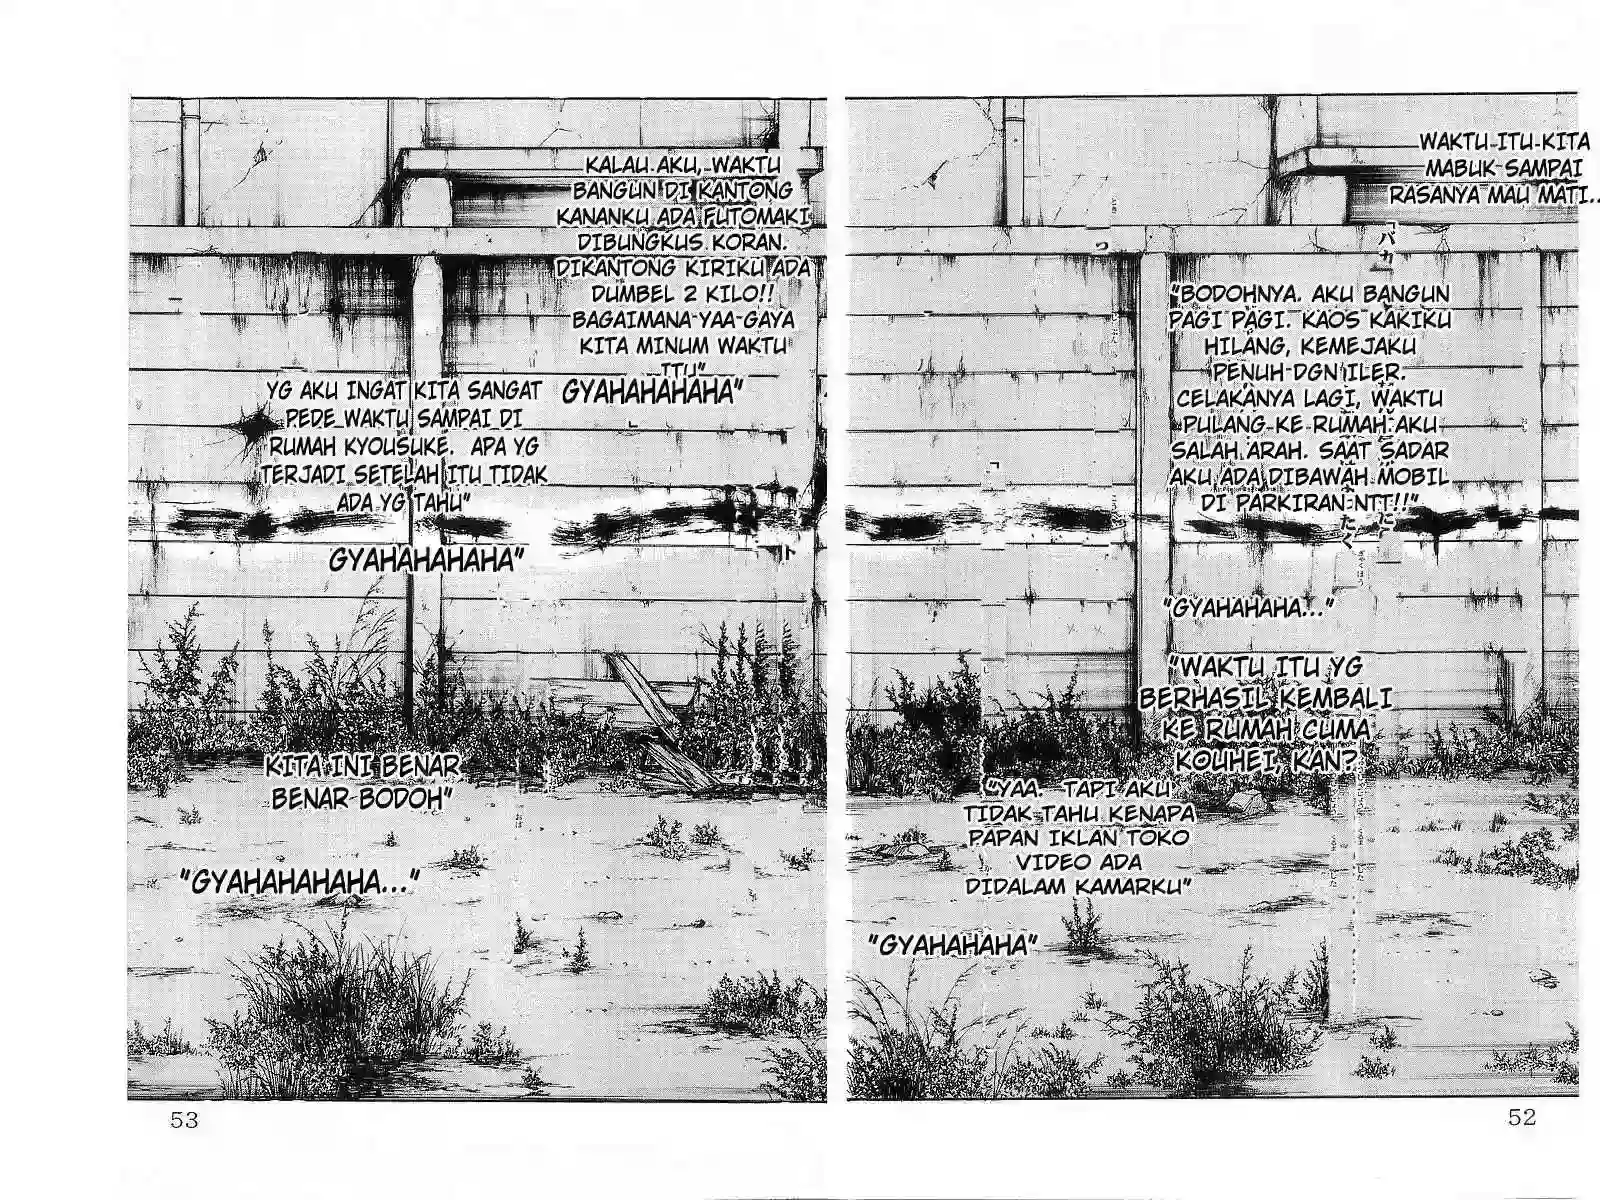 WAKTU ITU KITA
MABUK SAMPAI
RASANYA MAU MATI..
"BODOHNYA. AKU BANGUN
PAGI PAGI. KAOS KAKIKU
HILANG, KEMEJAKU
PENUH DGN ILER.
CELAKANYA LAGI, WAKTU
PULANG KE RUMAH AKU
SALAH ARAH. SAAT SADAR
AKU ADA DIBAWAH MOBIL
DI PARKIRAN NTT!!"
"GYAHAHAHA..."
"WAKTU ITU YG
BERHASIL KEMBALI
KE RUMAH CUMA
KOUHEI, KAN?
"YAA. TAPI AKU
TIDAK TAHU KENAPA
PAPAN IKLAN TOKO
VIDEO ADA
DIDALAM KAMARKU"
"GYAHAHAHA"
52
KALAU AKU, WAKTU
BANGUN DI KANTONG
KANANKU ADA FUTOMAKI
DIBUNGKUS KORAN.
DIKANTONG KIRIKU ADA
DUMBEL 2 KILO!!
BAGAIMANA YAA GAYA
KITA MINUM WAKTU
ITU"
GYAHAHAHAHA"
YG AKU INGAT KITA SANGAT
PEDE WAKTU SAMPAI DI
RUMAH KYOUSUKE. APA YG
TERJADI SETELAH ITU TIDAK
ADA YG TAHU"
GYAHAHAHAHA"
KITA INI BENAR
BENAR BODOH"
"GYAHAHAHAHA..."
53